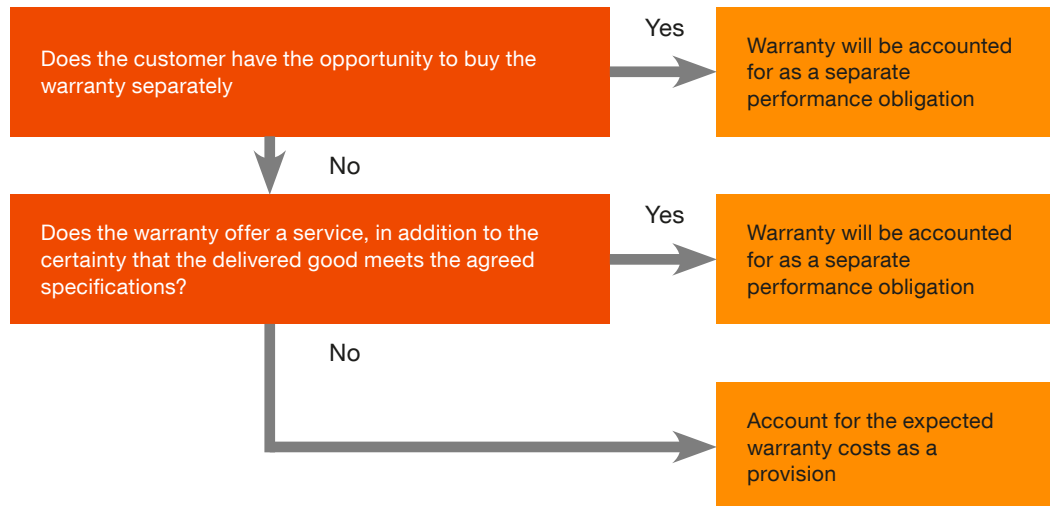 Does the customer have the opportunity to buy the
warranty separately
Yes
Warranty will be accounted
for as a separate
performance obligation
No
Does the warranty offer a service, in addition to the
certainty that the delivered good meets the agreed
specifications?
Yes
Warranty will be accounted
for as a separate
performance obligation
No
Account for the expected
warranty costs as a
provision